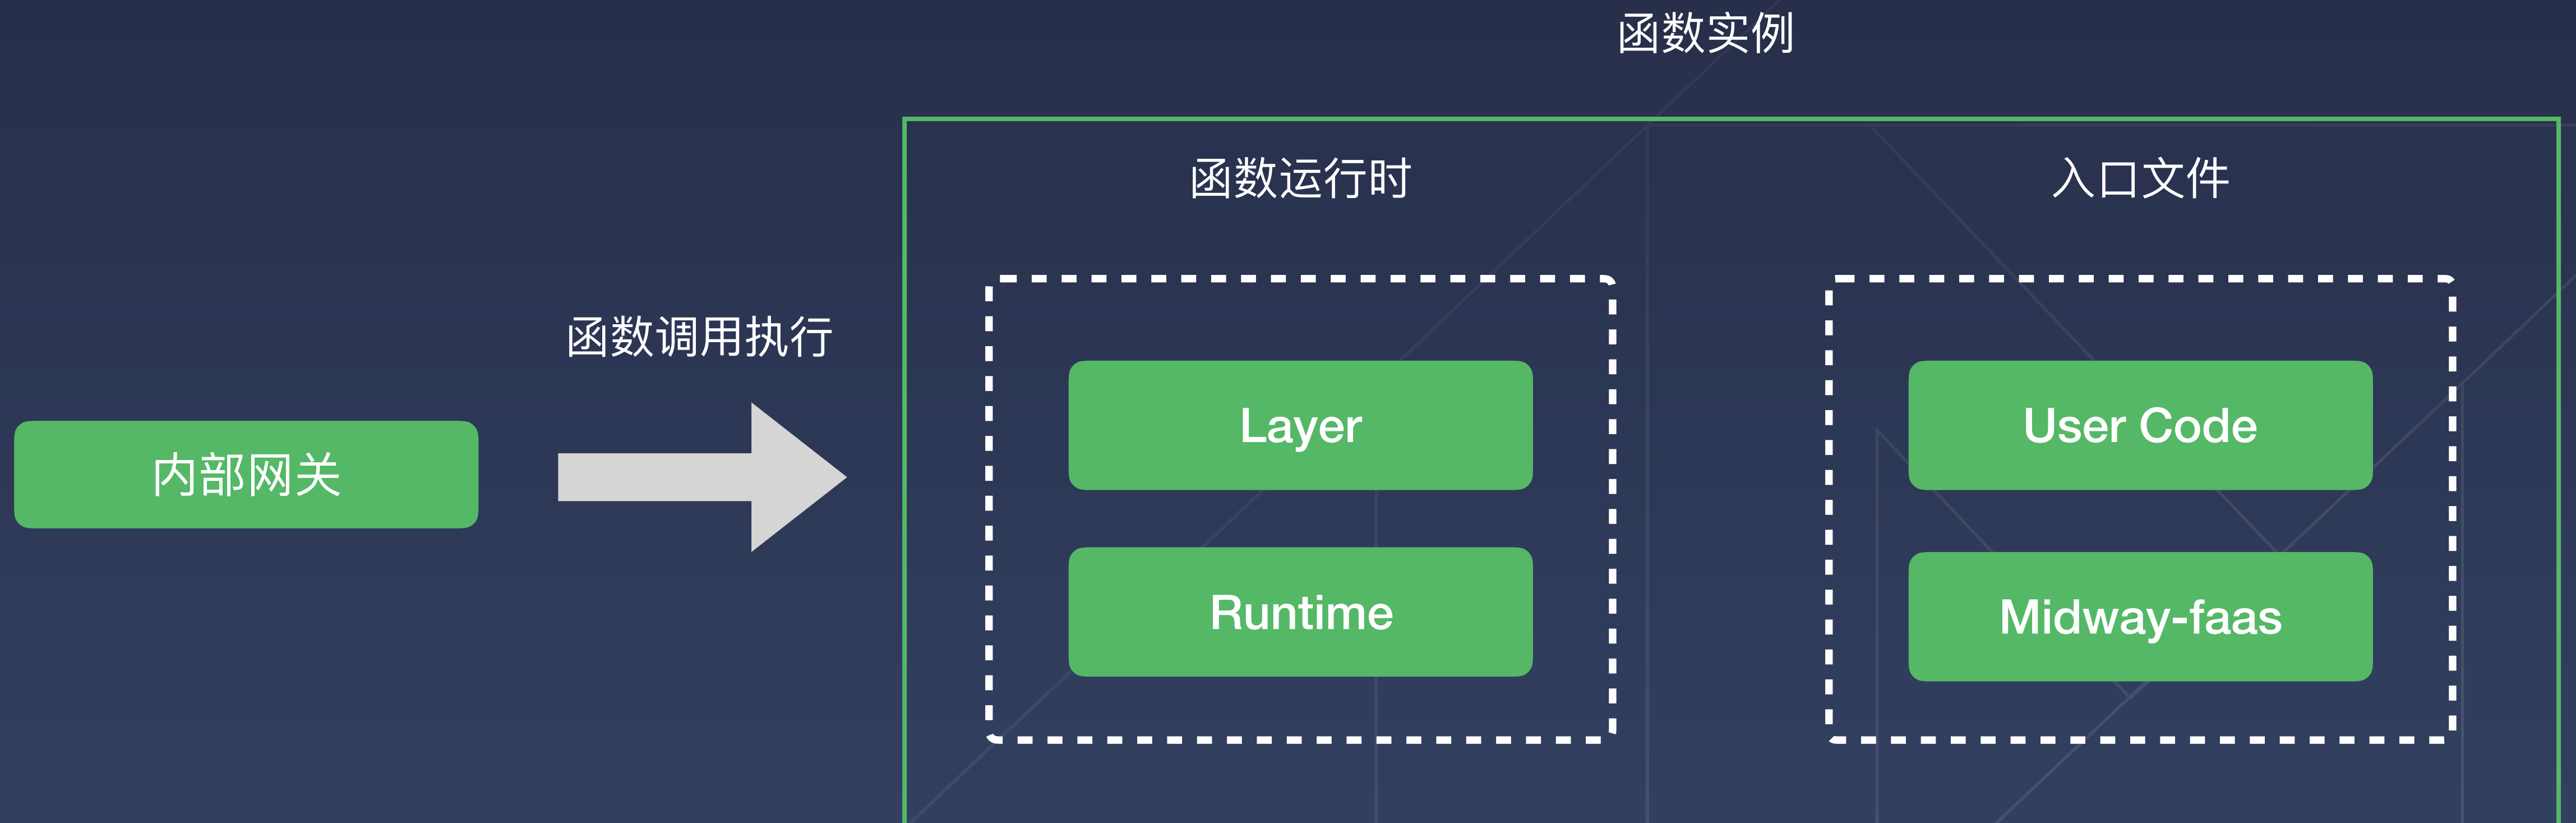 函数实例
函数运行时
入口文件
函数调用执行
内部网关
Layer
Runtime
User Code
Midway-faas